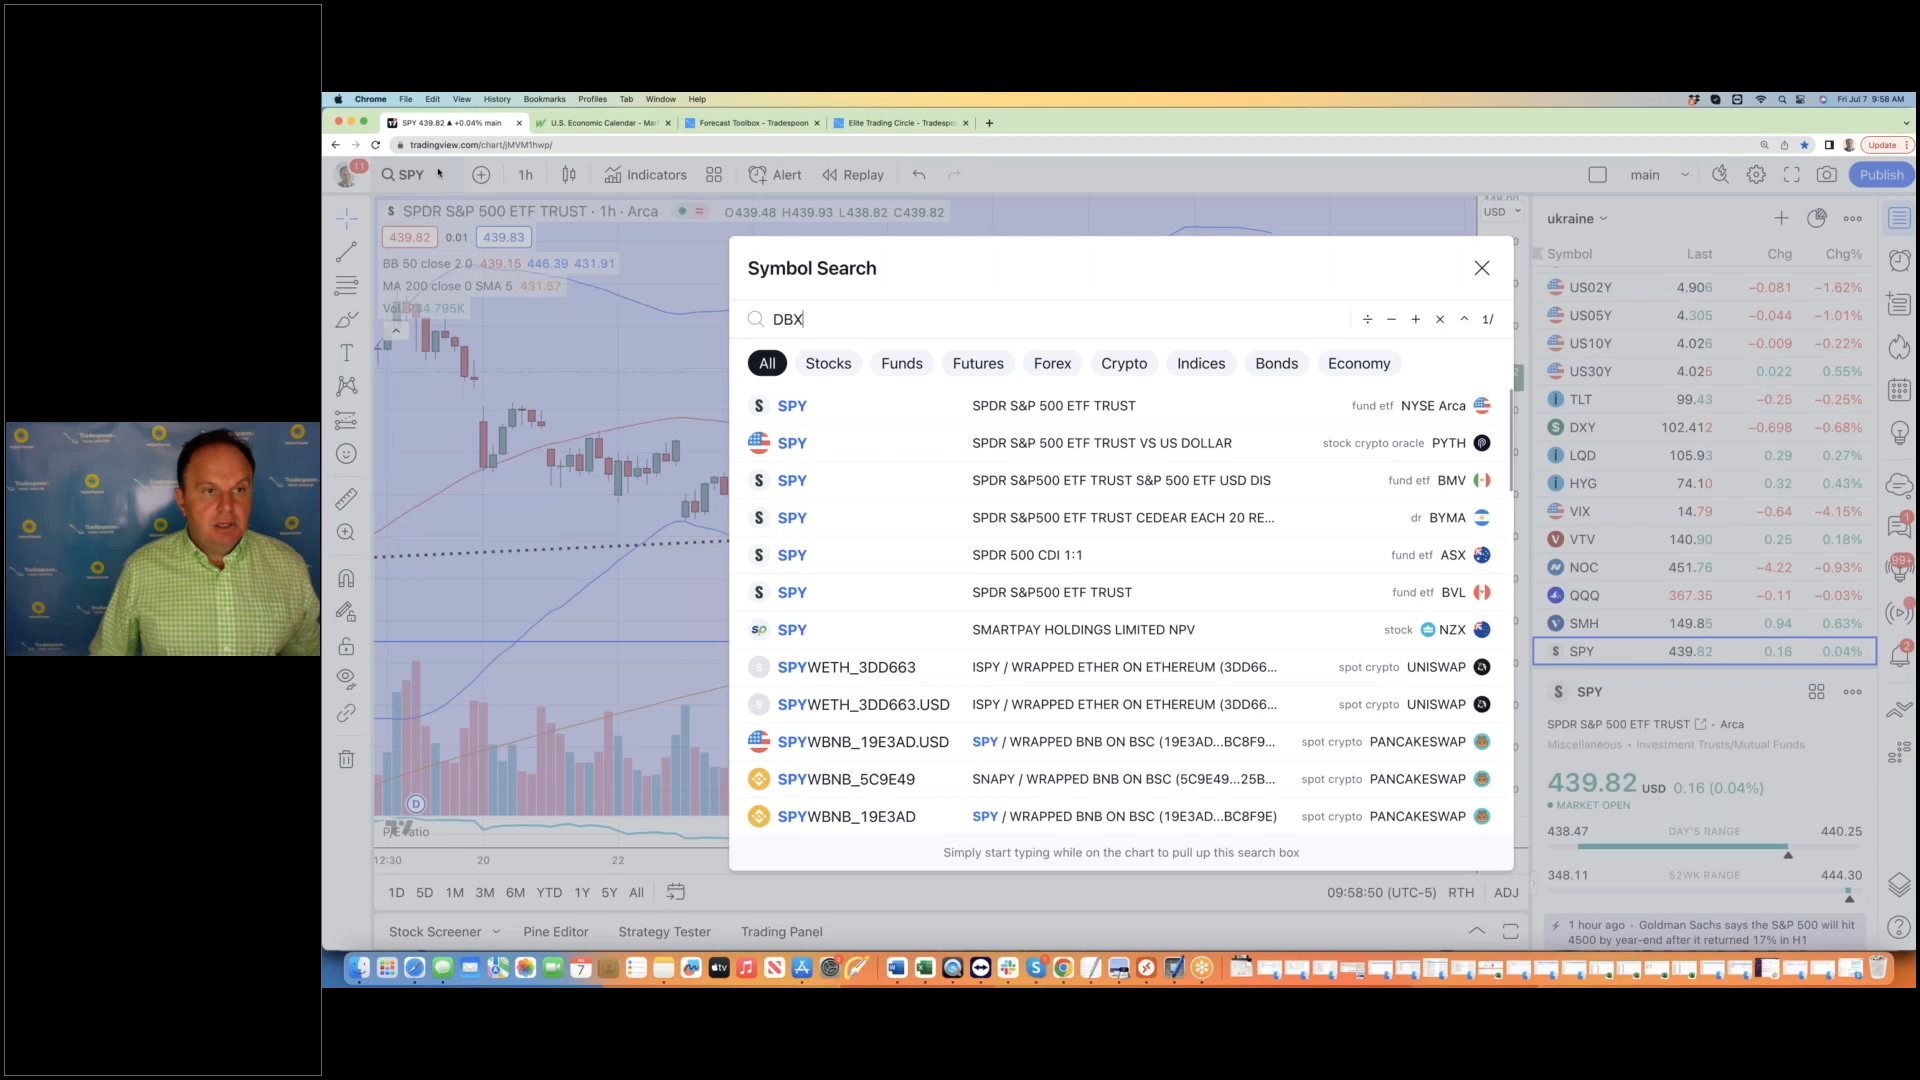 Chrome File Edit View History Bookmarks Profiles Tab Window Help
Fri Jul 7 9:58 AM
SPY 439.82 ▲ +0.04% main
U.S. Economic Calendar - Mar
Forecast Toolbox – Tradespoon
Elite Trading Circle – Tradespo
tradingview.com/chart/jMVM1hwp/
Update
11
SPY
1h
Indicators
Alert
Replay
main
Publish
SPDR S&P 500 ETF TRUST · 1h · Arca
O439.48 H439.93 L438.82 C439.82
USD
439.82 0.01 439.83
BB 50 close 2 0 439.15 446.39 431.91
MA 200 close 0 SMA 5 431.57
P/E ratio
12:30 20 22
1D 5D 1M 3M 6M YTD 1Y 5Y All
09:58:50 (UTC-5) RTH ADJ
Stock Screener Pine Editor Strategy Tester Trading Panel
Symbol Search
DBX
÷ − + × ^ 1/
All Stocks Funds Futures Forex Crypto Indices Bonds Economy
SPY SPDR S&P 500 ETF TRUST fund etf NYSE Arca
SPY SPDR S&P 500 ETF TRUST VS US DOLLAR stock crypto oracle PYTH
SPY SPDR S&P500 ETF TRUST S&P 500 ETF USD DIS fund etf BMV
SPY SPDR S&P500 ETF TRUST CEDEAR EACH 20 RE... dr BYMA
SPY SPDR 500 CDI 1:1 fund etf ASX
SPY SPDR S&P500 ETF TRUST fund etf BVL
SPY SMARTPAY HOLDINGS LIMITED NPV stock NZX
SPYWETH_3DD663 ISPY / WRAPPED ETHER ON ETHEREUM (3DD66... spot crypto UNISWAP
SPYWETH_3DD663.USD ISPY / WRAPPED ETHER ON ETHEREUM (3DD66... spot crypto UNISWAP
SPYWBNB_19E3AD.USD SPY / WRAPPED BNB ON BSC (19E3AD...BC8F9... spot crypto PANCAKESWAP
SPYWBNB_5C9E49 SNAPY / WRAPPED BNB ON BSC (5C9E49...25B... spot crypto PANCAKESWAP
SPYWBNB_19E3AD SPY / WRAPPED BNB ON BSC (19E3AD...BC8F9E) spot crypto PANCAKESWAP
Simply start typing while on the chart to pull up this search box
ukraine
Symbol Last Chg Chg%
US02Y 4.906 −0.081 −1.62%
US05Y 4.305 −0.044 −1.01%
US10Y 4.026 −0.009 −0.22%
US30Y 4.025 0.022 0.55%
TLT 99.43 −0.25 −0.25%
DXY 102.412 −0.698 −0.68%
LQD 105.93 0.29 0.27%
HYG 74.10 0.32 0.43%
VIX 14.79 −0.64 −4.15%
VTV 140.90 0.25 0.18%
NOC 451.76 −4.22 −0.93%
QQQ 367.35 −0.11 −0.03%
SMH 149.85 0.94 0.63%
SPY 439.82 0.16 0.04%
SPY
SPDR S&P 500 ETF TRUST · Arca
Miscellaneous • Investment Trusts/Mutual Funds
439.82 USD 0.16 (0.04%)
MARKET OPEN
438.47 DAY'S RANGE 440.25
348.11 52WK RANGE 444.30
1 hour ago · Goldman Sachs says the S&P 500 will hit
4500 by year-end after it returned 17% in H1